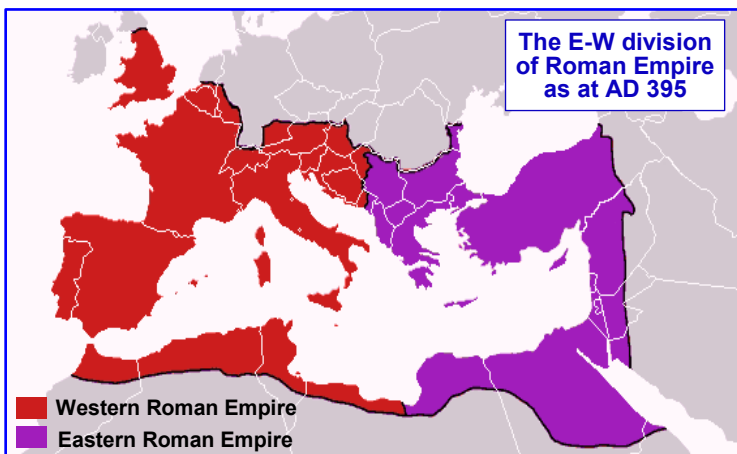 The E-W division
of Roman Empire
as at AD 395
Western Roman Empire
Eastern Roman Empire